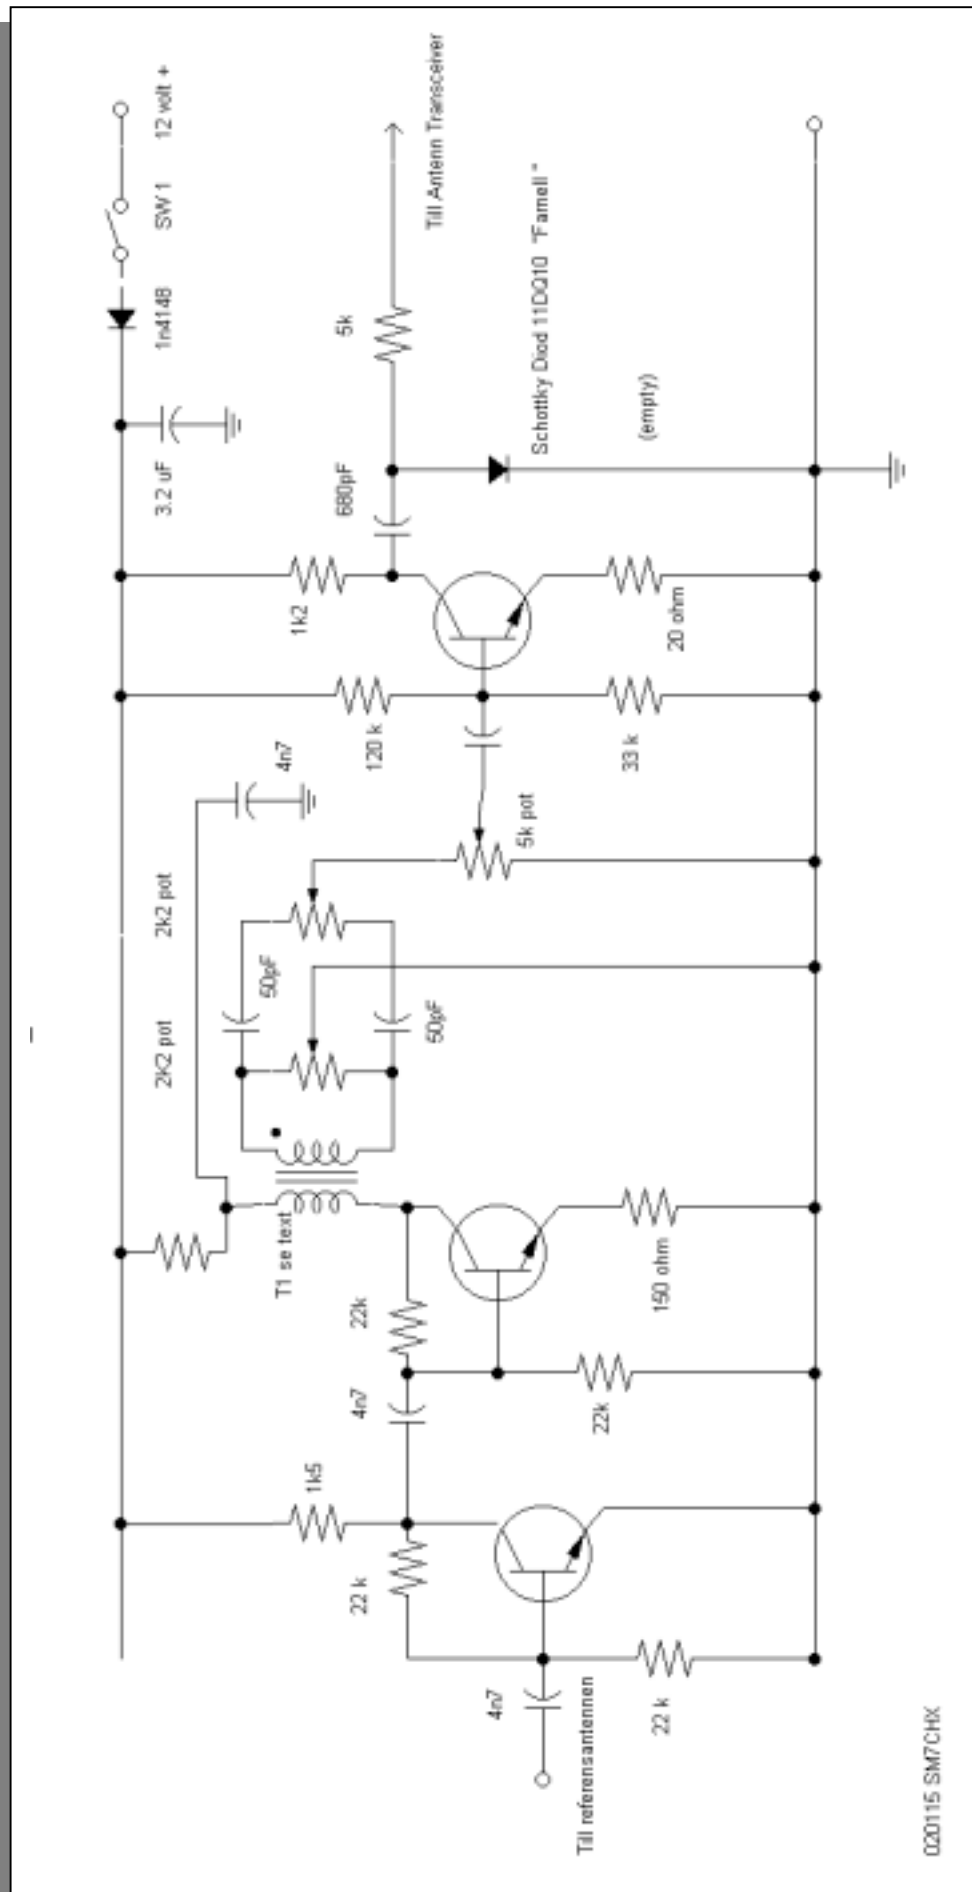 12 volt +
SW 1
1n4148
3.2 uF
Till Antenn Transceiver
5k
Schottky Diod 11DQ10 "Farnell"
(empty)
680pF
1k2
20 ohm
120 k
33 k
4n7
5k pot
2k2 pot
50pF
50pF
2K2 pot
T1 se text
150 ohm
22k
4n7
22k
1k5
22 k
4n7
22 k
Till referensantennen
020115 SM7CHX